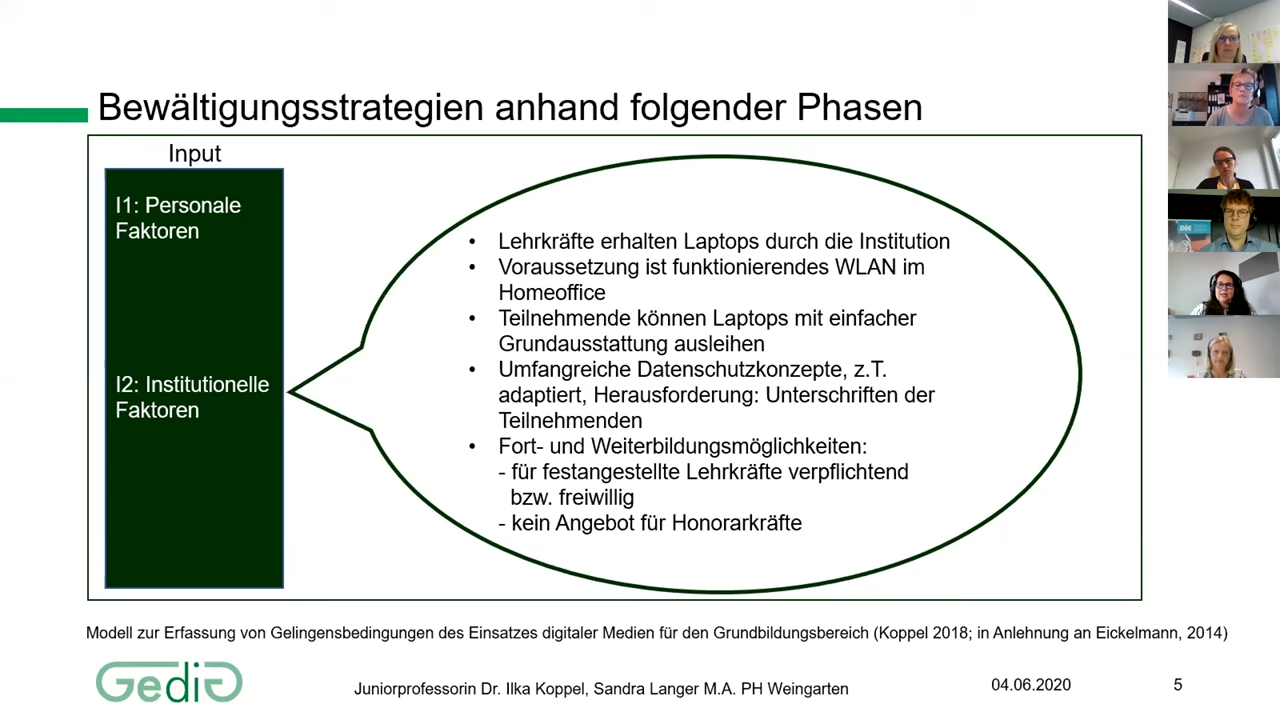 Bewältigungsstrategien anhand folgender Phasen
Input
I1: Personale
Faktoren
I2: Institutionelle
Faktoren
• Lehrkräfte erhalten Laptops durch die Institution
• Voraussetzung ist funktionierendes WLAN im
Homeoffice
• Teilnehmende können Laptops mit einfacher
Grundausstattung ausleihen
• Umfangreiche Datenschutzkonzepte, z.T.
adaptiert, Herausforderung: Unterschriften der
Teilnehmenden
• Fort- und Weiterbildungsmöglichkeiten:
- für festangestellte Lehrkräfte verpflichtend
bzw. freiwillig
- kein Angebot für Honorarkräfte
Modell zur Erfassung von Gelingensbedingungen des Einsatzes digitaler Medien für den Grundbildungsbereich (Koppel 2018; in Anlehnung an Eickelmann, 2014)
GediG
Juniorprofessorin Dr. Ilka Koppel, Sandra Langer M.A. PH Weingarten
04.06.2020
5
DIE